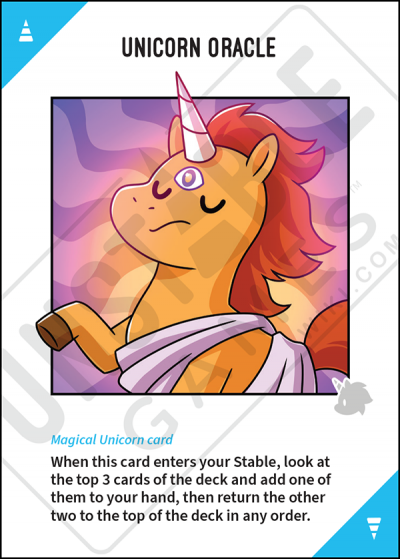 UNICORN ORACLE
Magical Unicorn card
When this card enters your Stable, look at
the top 3 cards of the deck and add one of
them to your hand, then return the other
two to the top of the deck in any order.
UNSTABLE
GAMES